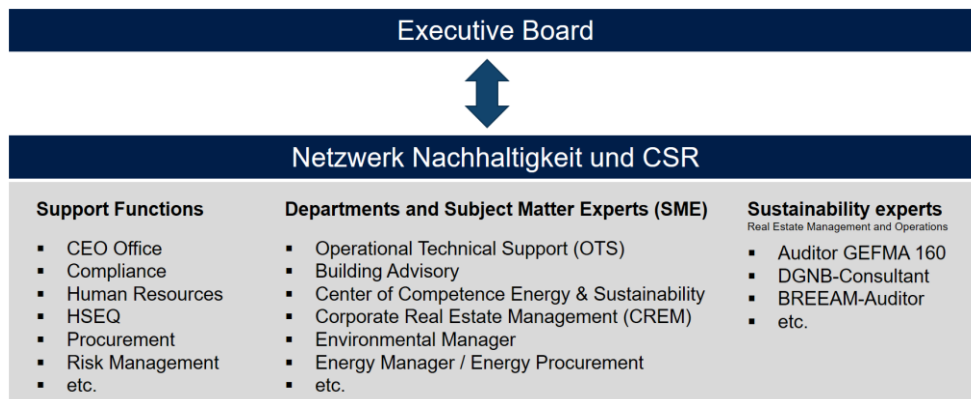 Executive Board
Netzwerk Nachhaltigkeit und CSR
Support Functions
▪ CEO Office
▪ Compliance
▪ Human Resources
▪ HSEQ
▪ Procurement
▪ Risk Management
▪ etc.
Departments and Subject Matter Experts (SME)
▪ Operational Technical Support (OTS)
▪ Building Advisory
▪ Center of Competence Energy & Sustainability
▪ Corporate Real Estate Management (CREM)
▪ Environmental Manager
▪ Energy Manager / Energy Procurement
▪ etc.
Sustainability experts
Real Estate Management and Operations
▪ Auditor GEFMA 160
▪ DGNB-Consultant
▪ BREEAM-Auditor
▪ etc.